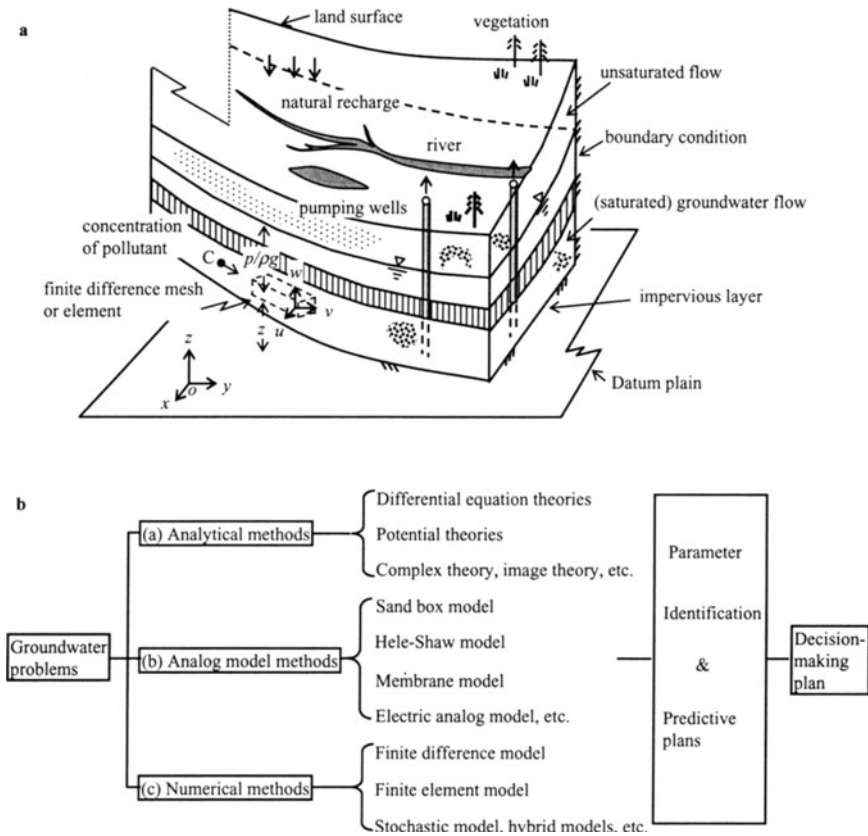 a
land surface
vegetation
unsaturated flow
natural recharge
river
boundary condition
pumping wells
(saturated) groundwater flow
concentration
of pollutant
C
p/ρg
w
finite difference mesh
or element
impervious layer
u
v
z
z
o
y
x
Datum plain
b
(a) Analytical methods
Differential equation theories
Potential theories
Complex theory, image theory, etc.
Groundwater
problems
(b) Analog model methods
Sand box model
Hele-Shaw model
Membrane model
Electric analog model, etc.
(c) Numerical methods
Finite difference model
Finite element model
Stochastic model, hybrid models, etc.
Parameter
Identification
&
Predictive
plans
Decision-
making
plan